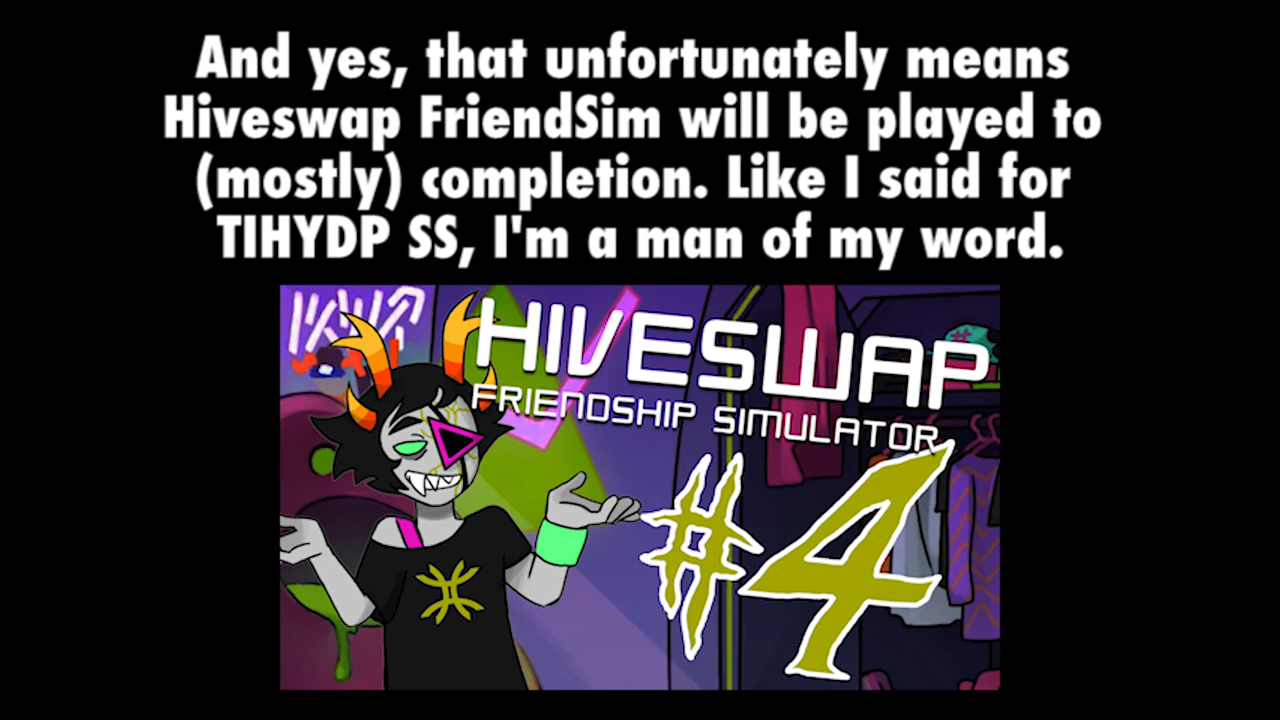 And yes, that unfortunately means
Hiveswap FriendSim will be played to
(mostly) completion. Like I said for
TIHYDP SS, I'm a man of my word.
HIVESWAP
FRIENDSHIP SIMULATOR
#4